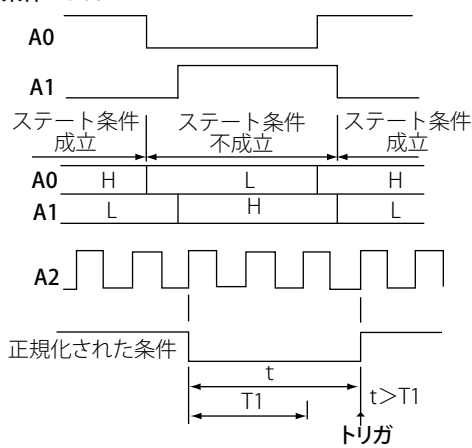 A0
A1
ステート条件 ステート条件 ステート条件
成立 不成立 成立
A0 H L H
A1 L H L
A2
正規化された条件
t
T1 t>T1
トリガ